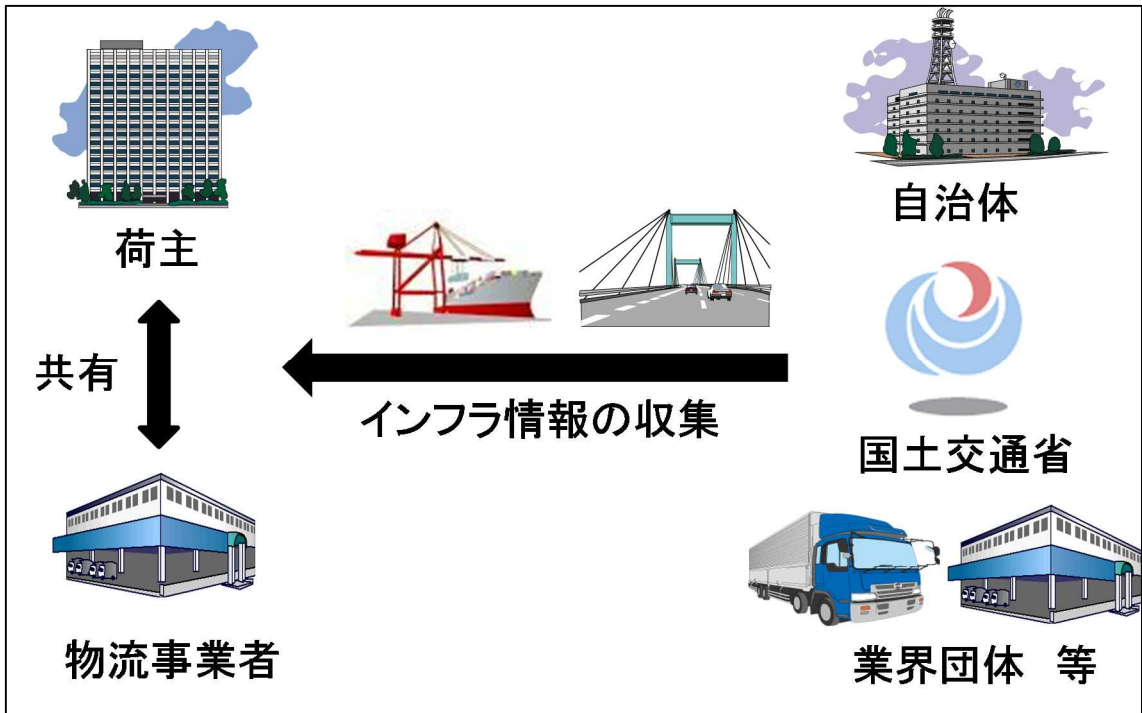 荷主
共有
物流事業者
インフラ情報の収集
自治体
国土交通省
業界団体　等